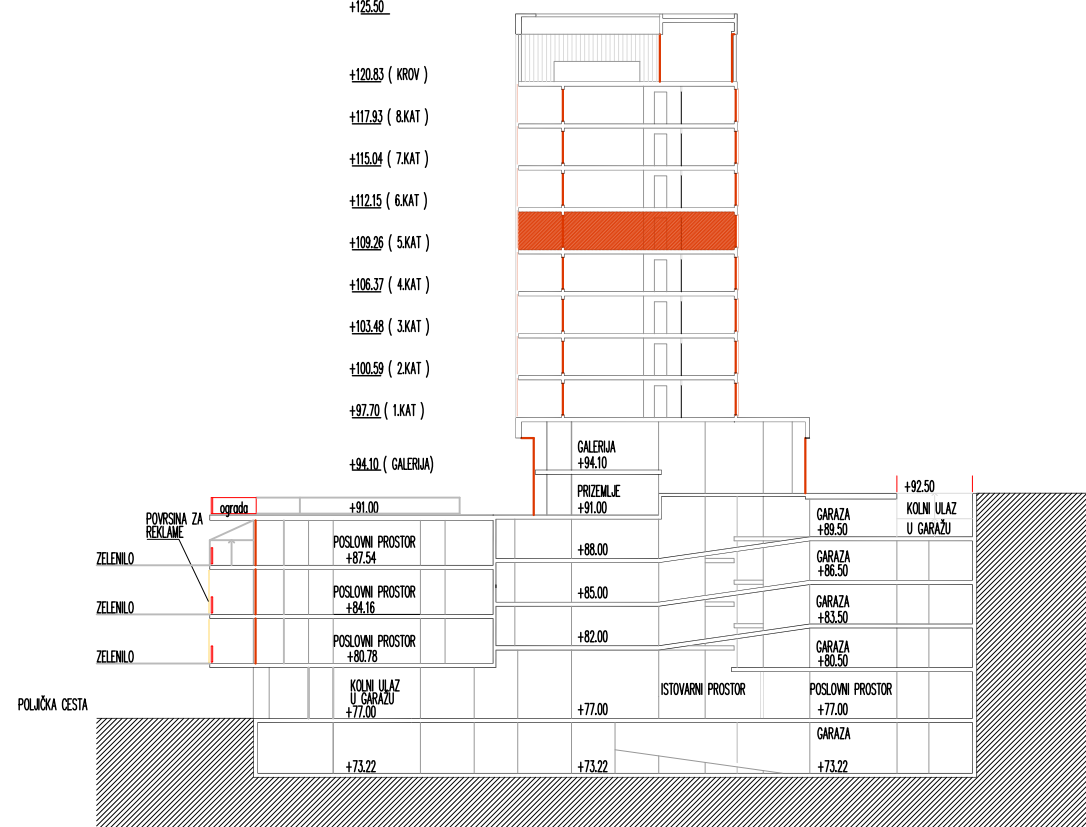 +125.50
+120.83 ( KROV )
+117.93 ( 8.KAT )
+115.04 ( 7.KAT )
+112.15 ( 6.KAT )
+109.26 ( 5.KAT )
+106.37 ( 4.KAT )
+103.48 ( 3.KAT )
+100.59 ( 2.KAT )
+97.70 ( 1.KAT )
+94.10 ( GALERIJA)
GALERIJA
+94.10
PRIZEMLJE
+91.00
+92.50
KOLNI ULAZ
U GARAŽU
ograda
+91.00
POVRSINA ZA
REKLAME
ZELENILO
ZELENILO
ZELENILO
POLJIČKA CESTA
POSLOVNI PROSTOR
+87.54
POSLOVNI PROSTOR
+84.16
POSLOVNI PROSTOR
+80.78
KOLNI ULAZ
U GARAŽU
+77.00
+73.22
+88.00
+85.00
+82.00
+77.00
+73.22
GARAZA
+89.50
GARAZA
+86.50
GARAZA
+83.50
GARAZA
+80.50
ISTOVARNI PROSTOR
POSLOVNI PROSTOR
+77.00
GARAZA
+73.22